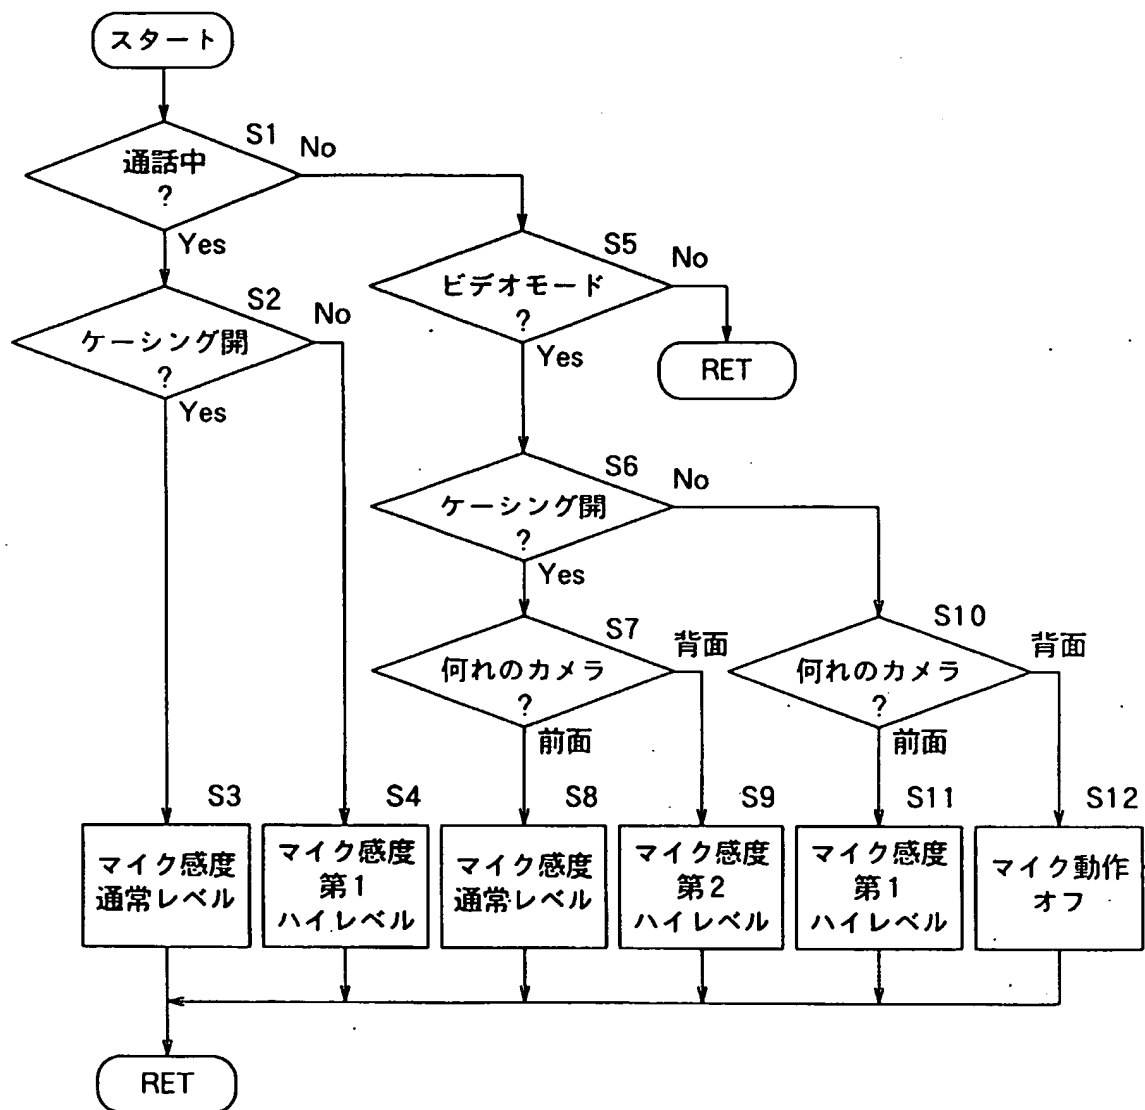 スタート
S1
No
通話中
?
Yes
S5
No
ビデオモード
?
Yes
RET
S2
No
ケーシング開
?
Yes
S6
No
ケーシング開
?
Yes
S7
背面
何れのカメラ
?
前面
S10
背面
何れのカメラ
?
前面
S3
マイク感度
通常レベル
S4
マイク感度
第1
ハイレベル
S8
マイク感度
通常レベル
S9
マイク感度
第2
ハイレベル
S11
マイク感度
第1
ハイレベル
S12
マイク動作
オフ
RET